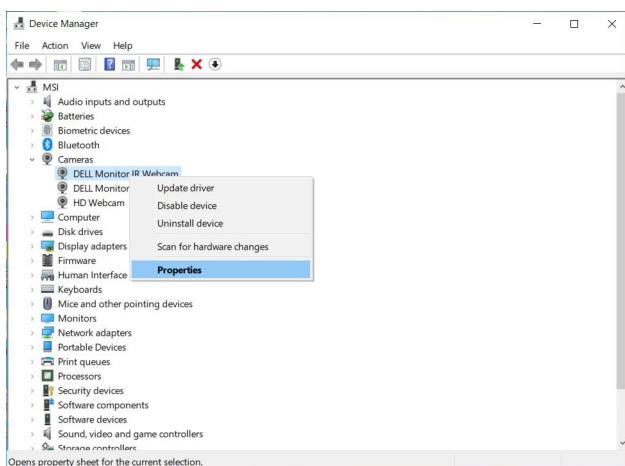 Device Manager
File Action View Help
MSI
Audio inputs and outputs
Batteries
Biometric devices
Bluetooth
Cameras
DELL Monitor IR Webcam
DELL Monitor
HD Webcam
Update driver
Disable device
Uninstall device
Scan for hardware changes
Properties
Computer
Disk drives
Display adapters
Firmware
Human Interface
Keyboards
Mice and other pointing devices
Monitors
Network adapters
Portable Devices
Print queues
Processors
Security devices
Software components
Software devices
Sound, video and game controllers
Storage controllers
Opens property sheet for the current selection.